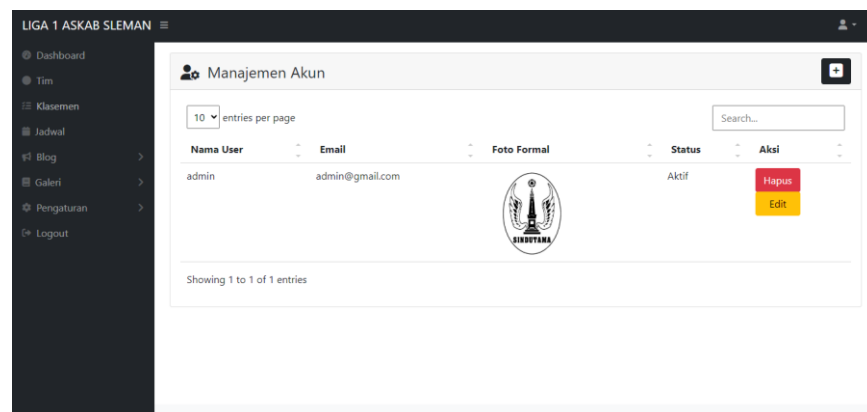 LIGA 1 ASKAB SLEMAN
Dashboard
Tim
Klasemen
Jadwal
Blog
Galeri
Pengaturan
Logout
Manajemen Akun
10 entries per page
Search...
Nama User Email Foto Formal Status Aksi
admin admin@gmail.com Aktif Hapus
Edit
SINDUTAMA
Showing 1 to 1 of 1 entries